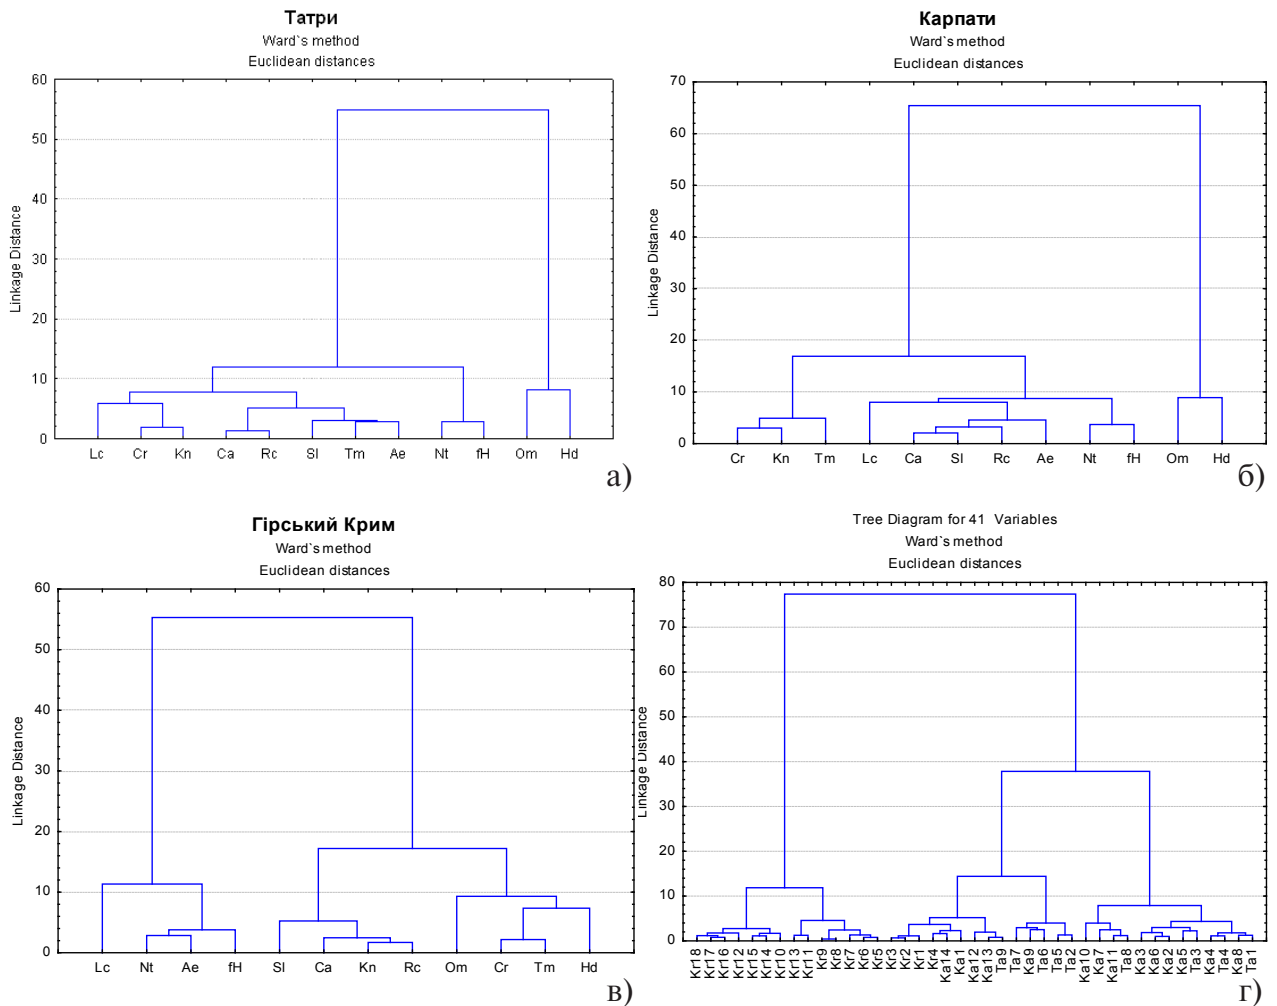 Татри
Ward`s method
Euclidean distances
60
50
40
30
20
10
0
Linkage Distance
Lc Cr Kn Ca Rc Sl Tm Ae Nt fH Om Hd
а)
Карпати
Ward`s method
Euclidean distances
70
60
50
40
30
20
10
0
Linkage Distance
Cr Kn Tm Lc Ca Sl Rc Ae Nt fH Om Hd
б)
Гірський Крим
Ward`s method
Euclidean distances
60
50
40
30
20
10
0
Linkage Distance
Lc Nt Ae fH Sl Ca Kn Rc Om Cr Tm Hd
в)
Tree Diagram for 41 Variables
Ward`s method
Euclidean distances
80
70
60
50
40
30
20
10
0
Linkage Distance
Kr18 Kr17 Kr16 Kr12 Kr15 Kr14 Kr10 Kr13 Kr11 Kr9 Kr8 Kr7 Kr6 Kr5 Kr3 Kr2 Kr1 Kr4 Ka14 Ka1 Ka12 Ka13 Ta9 Ta7 Ka9 Ta6 Ta5 Ta2 Ka10 Ka7 Ka11 Ta8 Ka3 Ka6 Ka2 Ka5 Ta3 Ka4 Ta4 Ka8 Ta1
г)